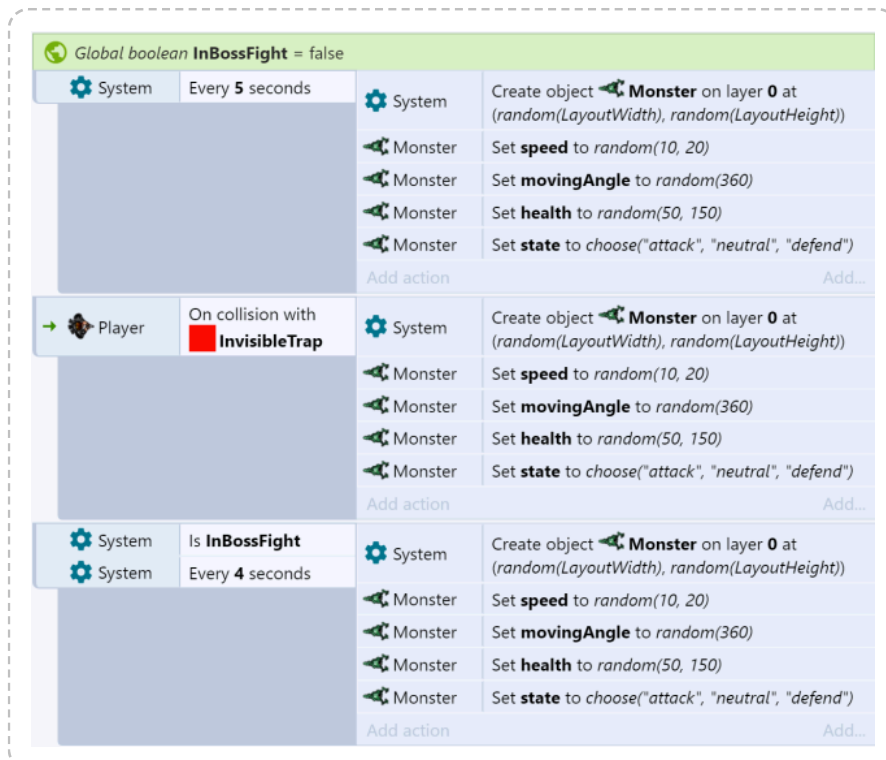 Global boolean InBossFight = false
System Every 5 seconds
System Create object Monster on layer 0 at
(random(LayoutWidth), random(LayoutHeight))
Monster Set speed to random(10, 20)
Monster Set movingAngle to random(360)
Monster Set health to random(50, 150)
Monster Set state to choose("attack", "neutral", "defend")
Add action Add...
Player On collision with
InvisibleTrap
System Create object Monster on layer 0 at
(random(LayoutWidth), random(LayoutHeight))
Monster Set speed to random(10, 20)
Monster Set movingAngle to random(360)
Monster Set health to random(50, 150)
Monster Set state to choose("attack", "neutral", "defend")
Add action Add...
System Is InBossFight
System Every 4 seconds
System Create object Monster on layer 0 at
(random(LayoutWidth), random(LayoutHeight))
Monster Set speed to random(10, 20)
Monster Set movingAngle to random(360)
Monster Set health to random(50, 150)
Monster Set state to choose("attack", "neutral", "defend")
Add action Add...